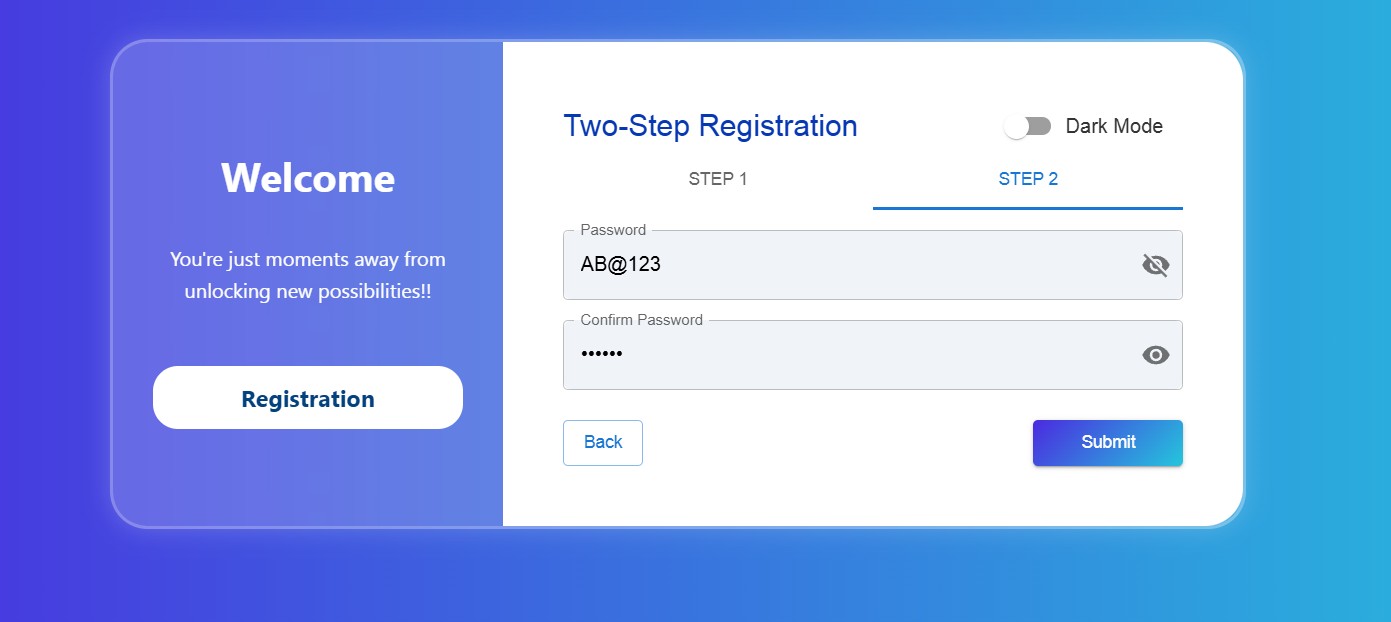 Welcome
You're just moments away from
unlocking new possibilities!!
Registration
Two-Step Registration
Dark Mode
STEP 1
STEP 2
Password
AB@123
Confirm Password
••••••
Back
Submit